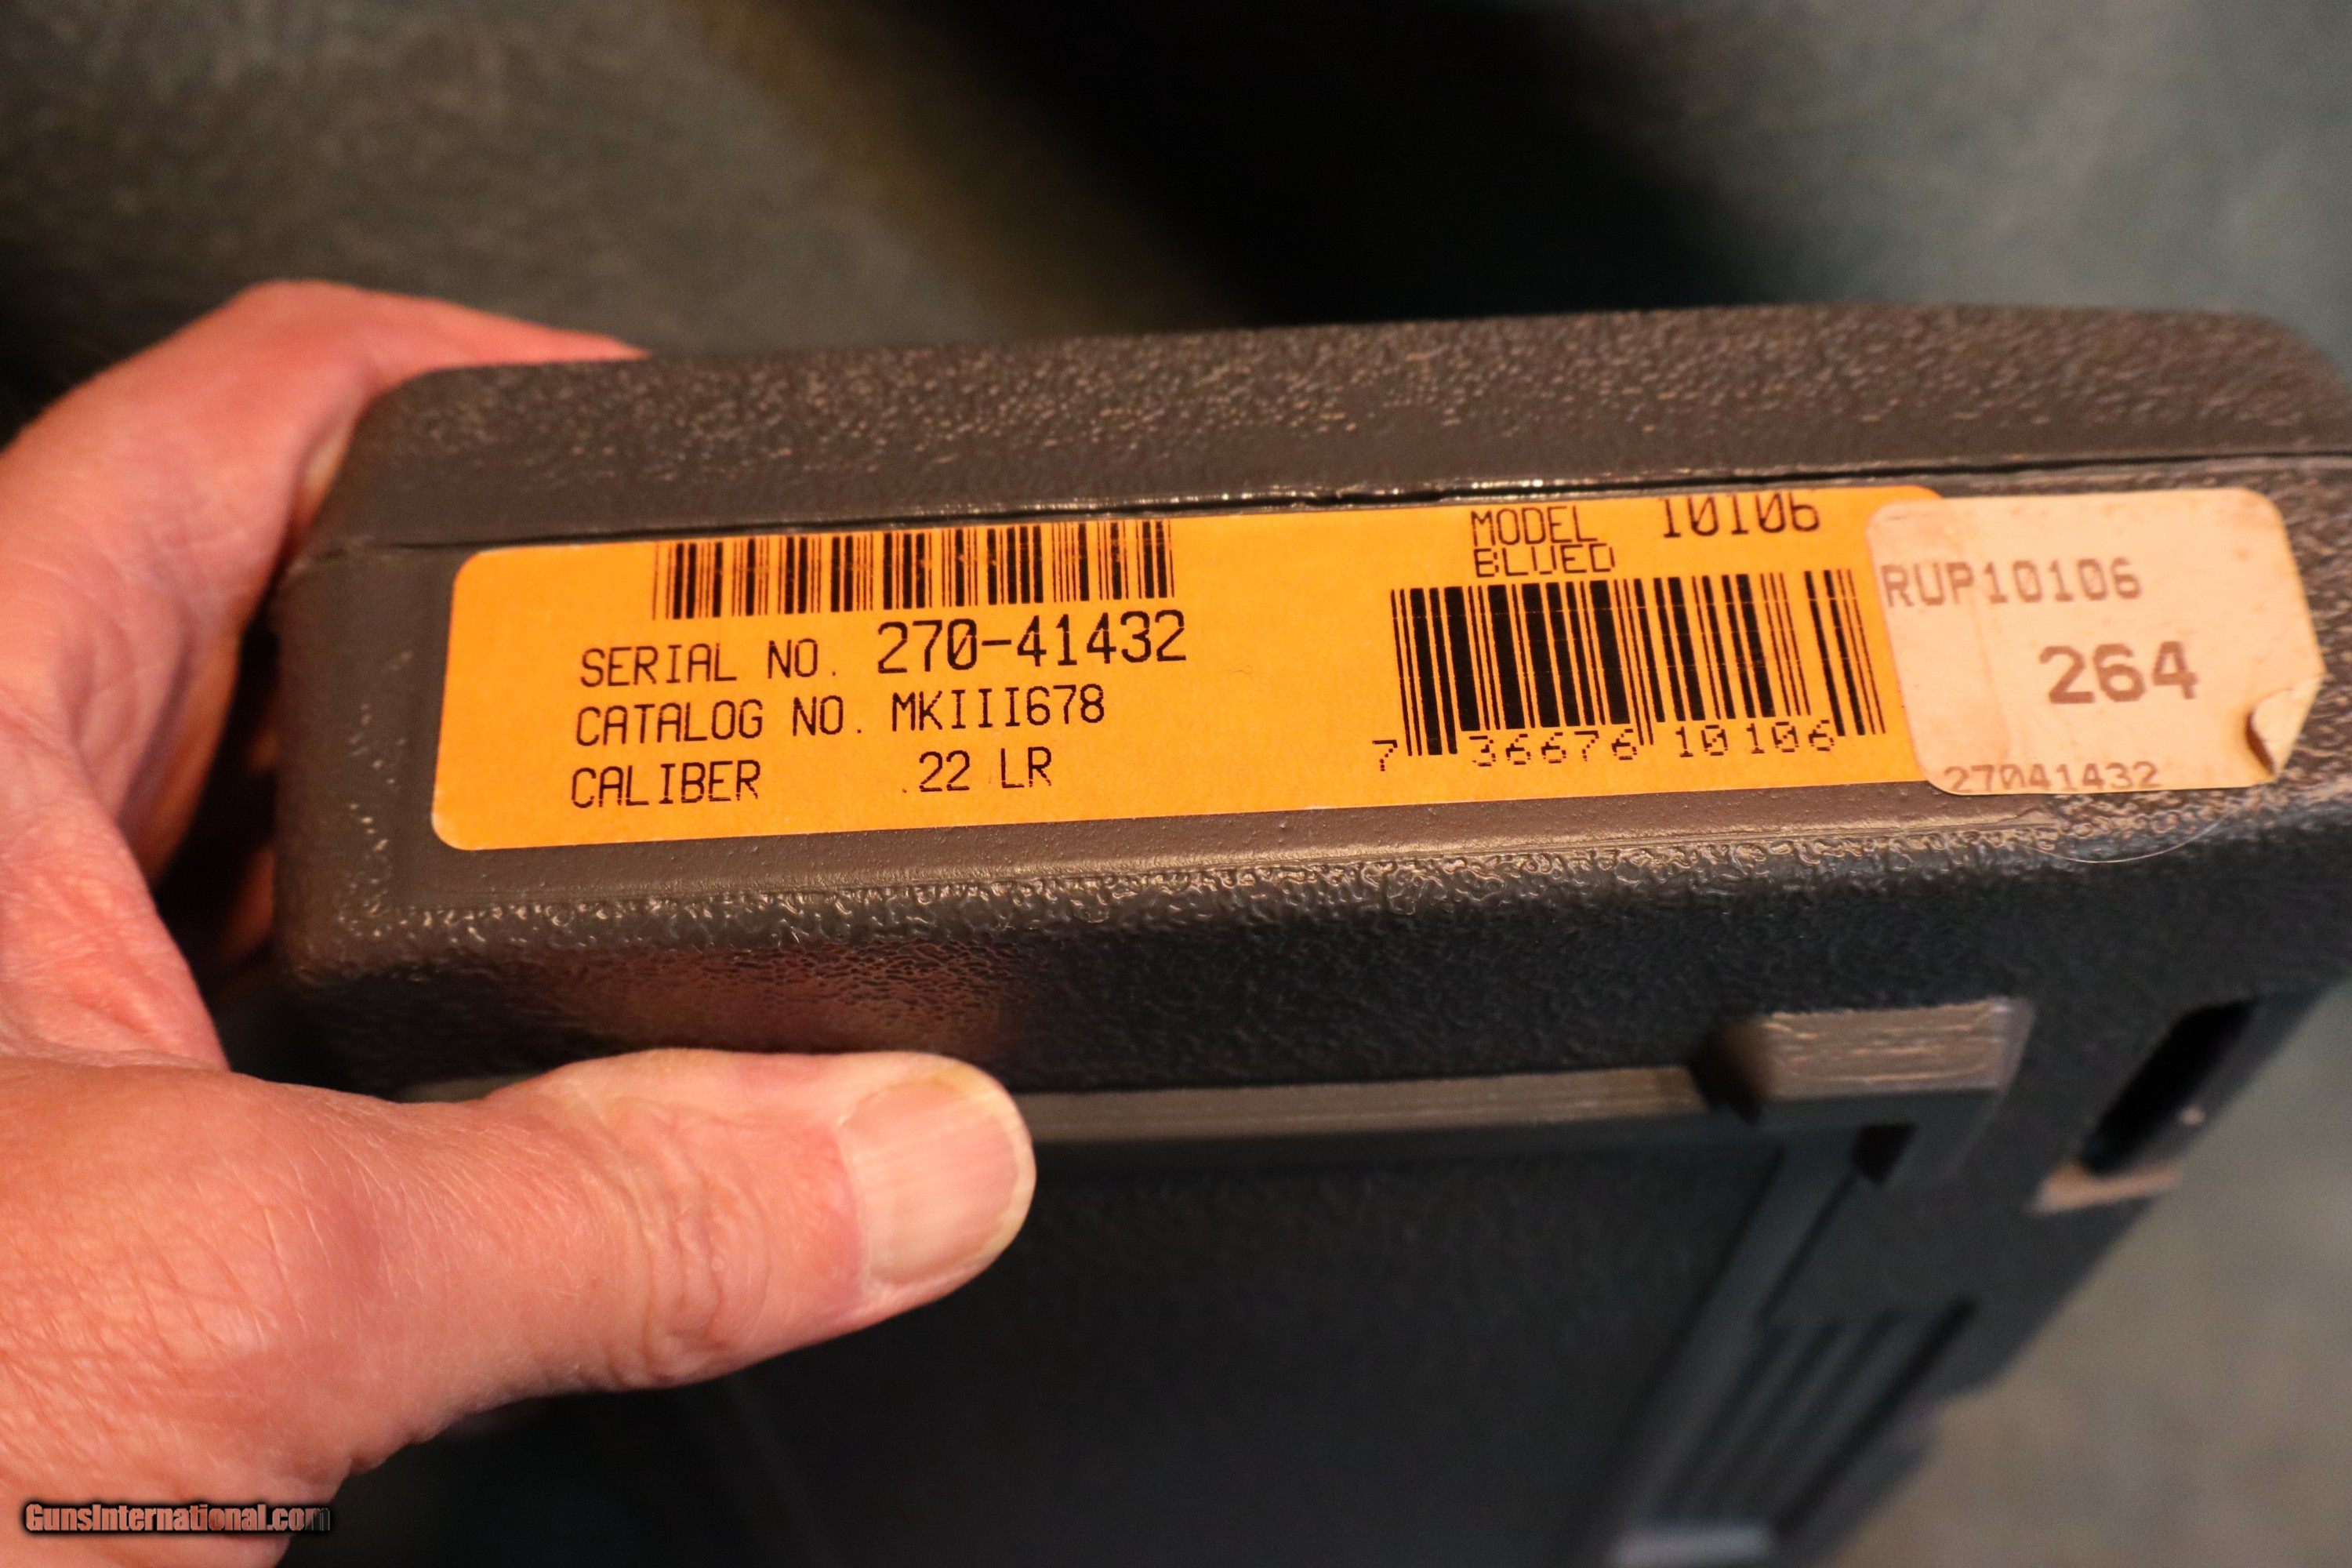 SERIAL NO. 270-41432
CATALOG NO. MKIII678
CALIBER .22 LR
MODEL 10106
BLUED
7 36676 10106
RUP10106
264
27041432
GunsInternational.com